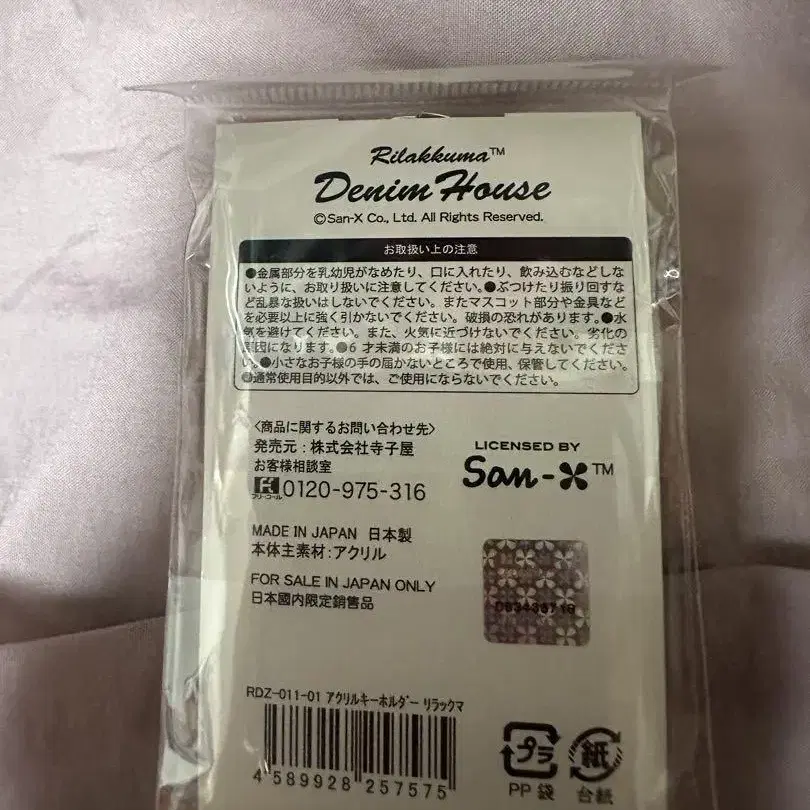 Rilakkuma™
Denim House
©San-X Co., Ltd. All Rights Reserved.
お取扱い上の注意
●金属部分を乳幼児がなめたり、口に入れたり、飲み込むなどしな
いように、お取り扱いに注意してください。●ぶつけたり振り回すな
ど乱暴な扱いはしないでください。またマスコット部分や金具など
を必要以上に強く引かないでください。破損の恐れがあります。●水
気を避けてください。また、火気に近づけないでください。劣化の
原因になります。●6 才未満のお子様には絶対に与えないでくださ
い。●小さなお子様の手の届かないところで使用、保管してください。
●通常使用目的以外では、ご使用にならないでください。
〈商品に関するお問い合わせ先〉
発売元：株式会社寺子屋
お客様相談室
フリーコール 0120-975-316
LICENSED BY
San-X™
MADE IN JAPAN 日本製
本体主素材：アクリル
FOR SALE IN JAPAN ONLY
日本國内限定銷售品
RDZ-011-01 アクリルキーホルダー リラックマ
4 589928 257575
プラ
PP 袋
紙
台紙